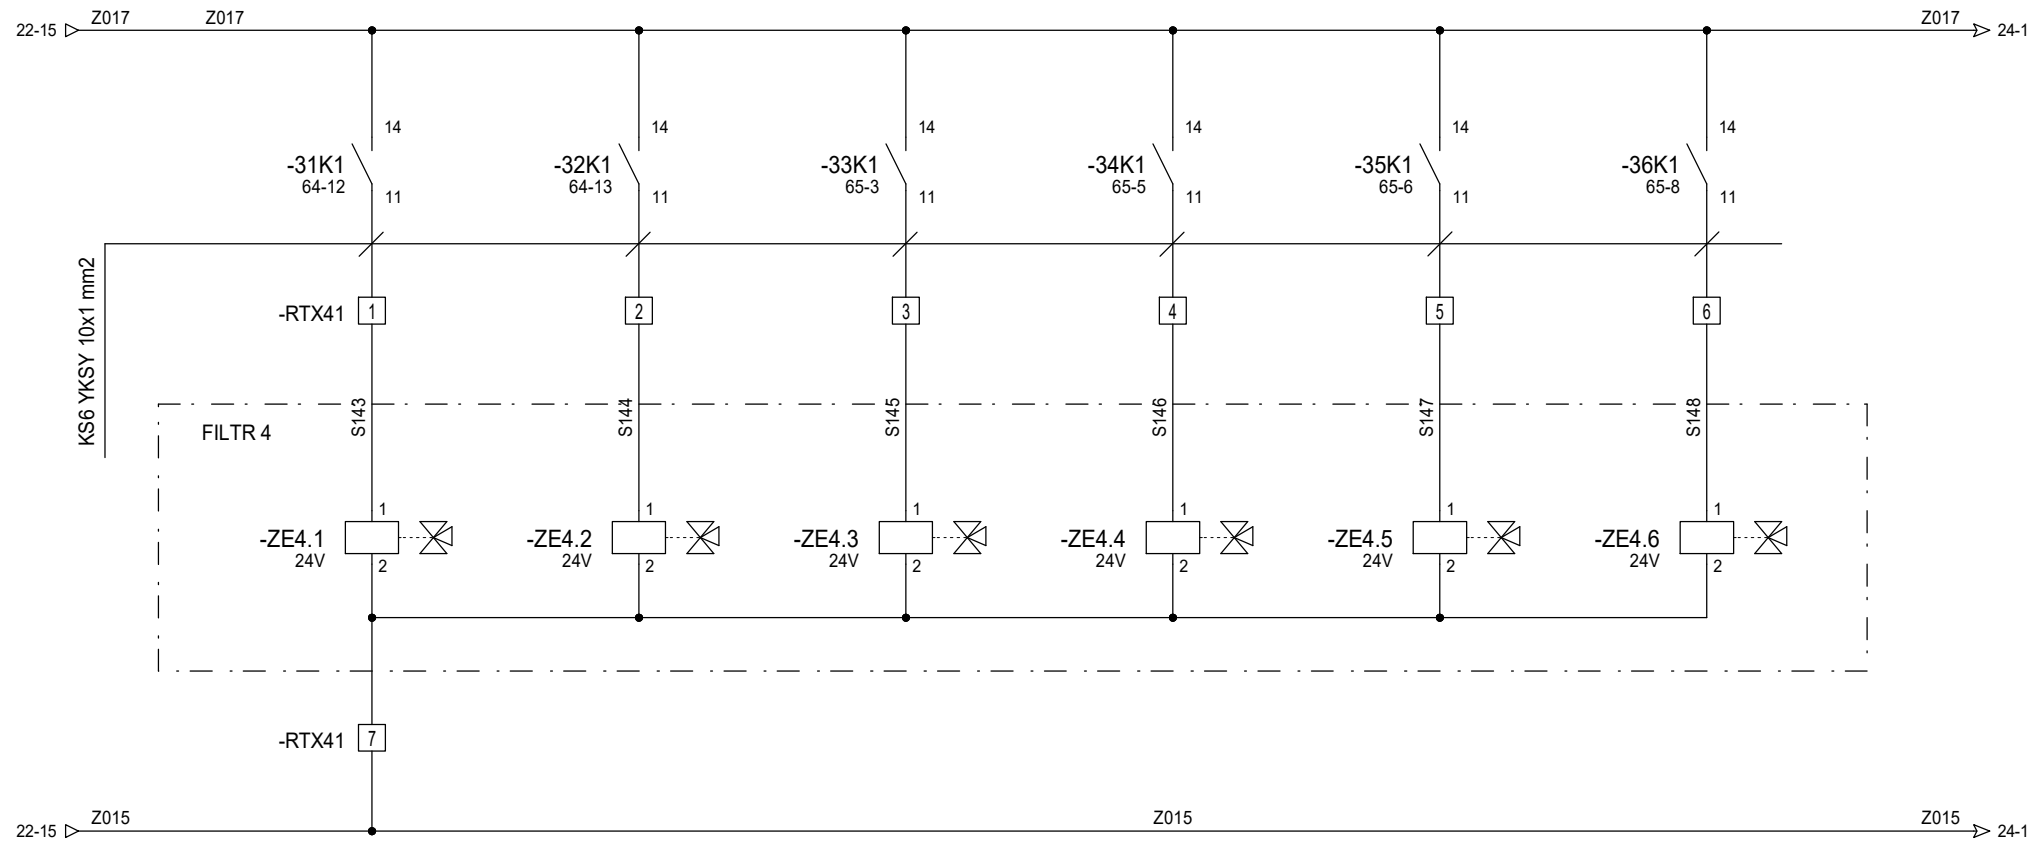 Z017 Z017 Z017
22-15 24-1
14 14 14 14 14 14
-31K1 -32K1 -33K1 -34K1 -35K1 -36K1
64-12 64-13 65-3 65-5 65-6 65-8
11 11 11 11 11 11
KS6 YKSY 10x1 mm2
-RTX41 1 2 3 4 5 6
S143 S144 S145 S146 S147 S148
FILTR 4
1 1 1 1 1 1
-ZE4.1 -ZE4.2 -ZE4.3 -ZE4.4 -ZE4.5 -ZE4.6
24V 24V 24V 24V 24V 24V
2 2 2 2 2 2
-RTX41 7
Z015 Z015 Z015
22-15 24-1